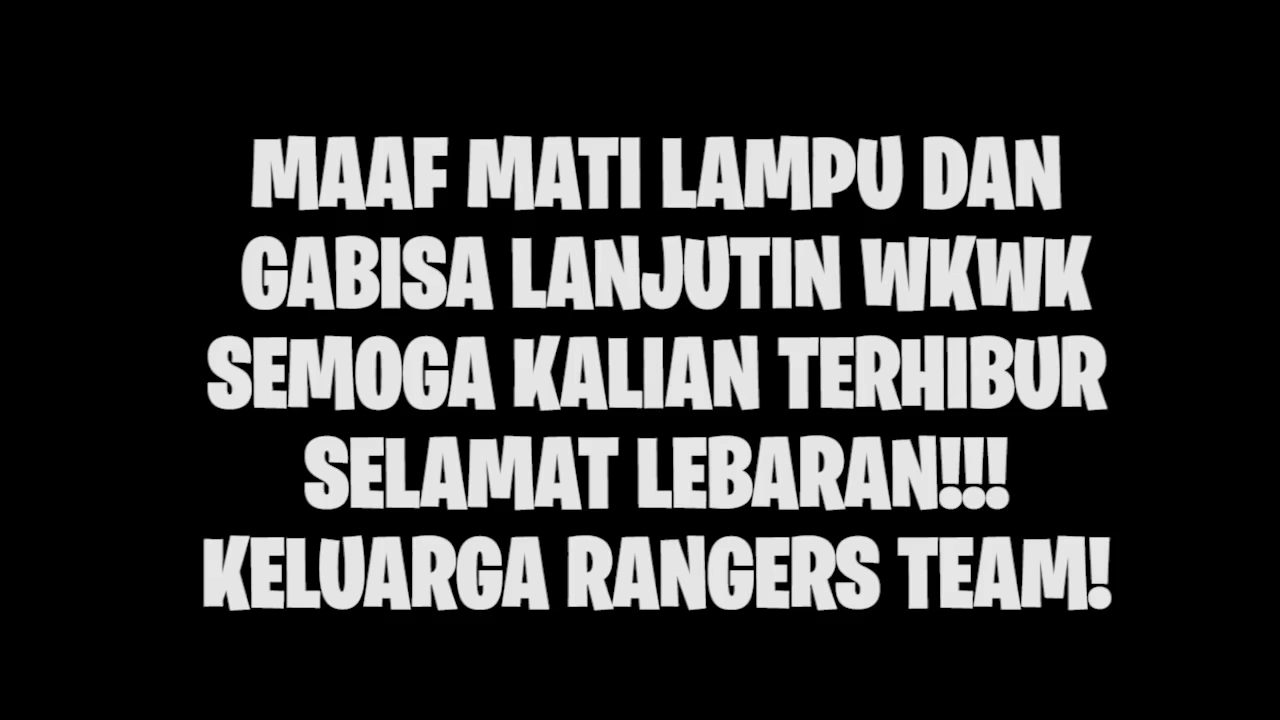 MAAF MATI LAMPU DAN
GABISA LANJUTIN WKWK
SEMOGA KALIAN TERHIBUR
SELAMAT LEBARAN!!!
KELUARGA RANGERS TEAM!